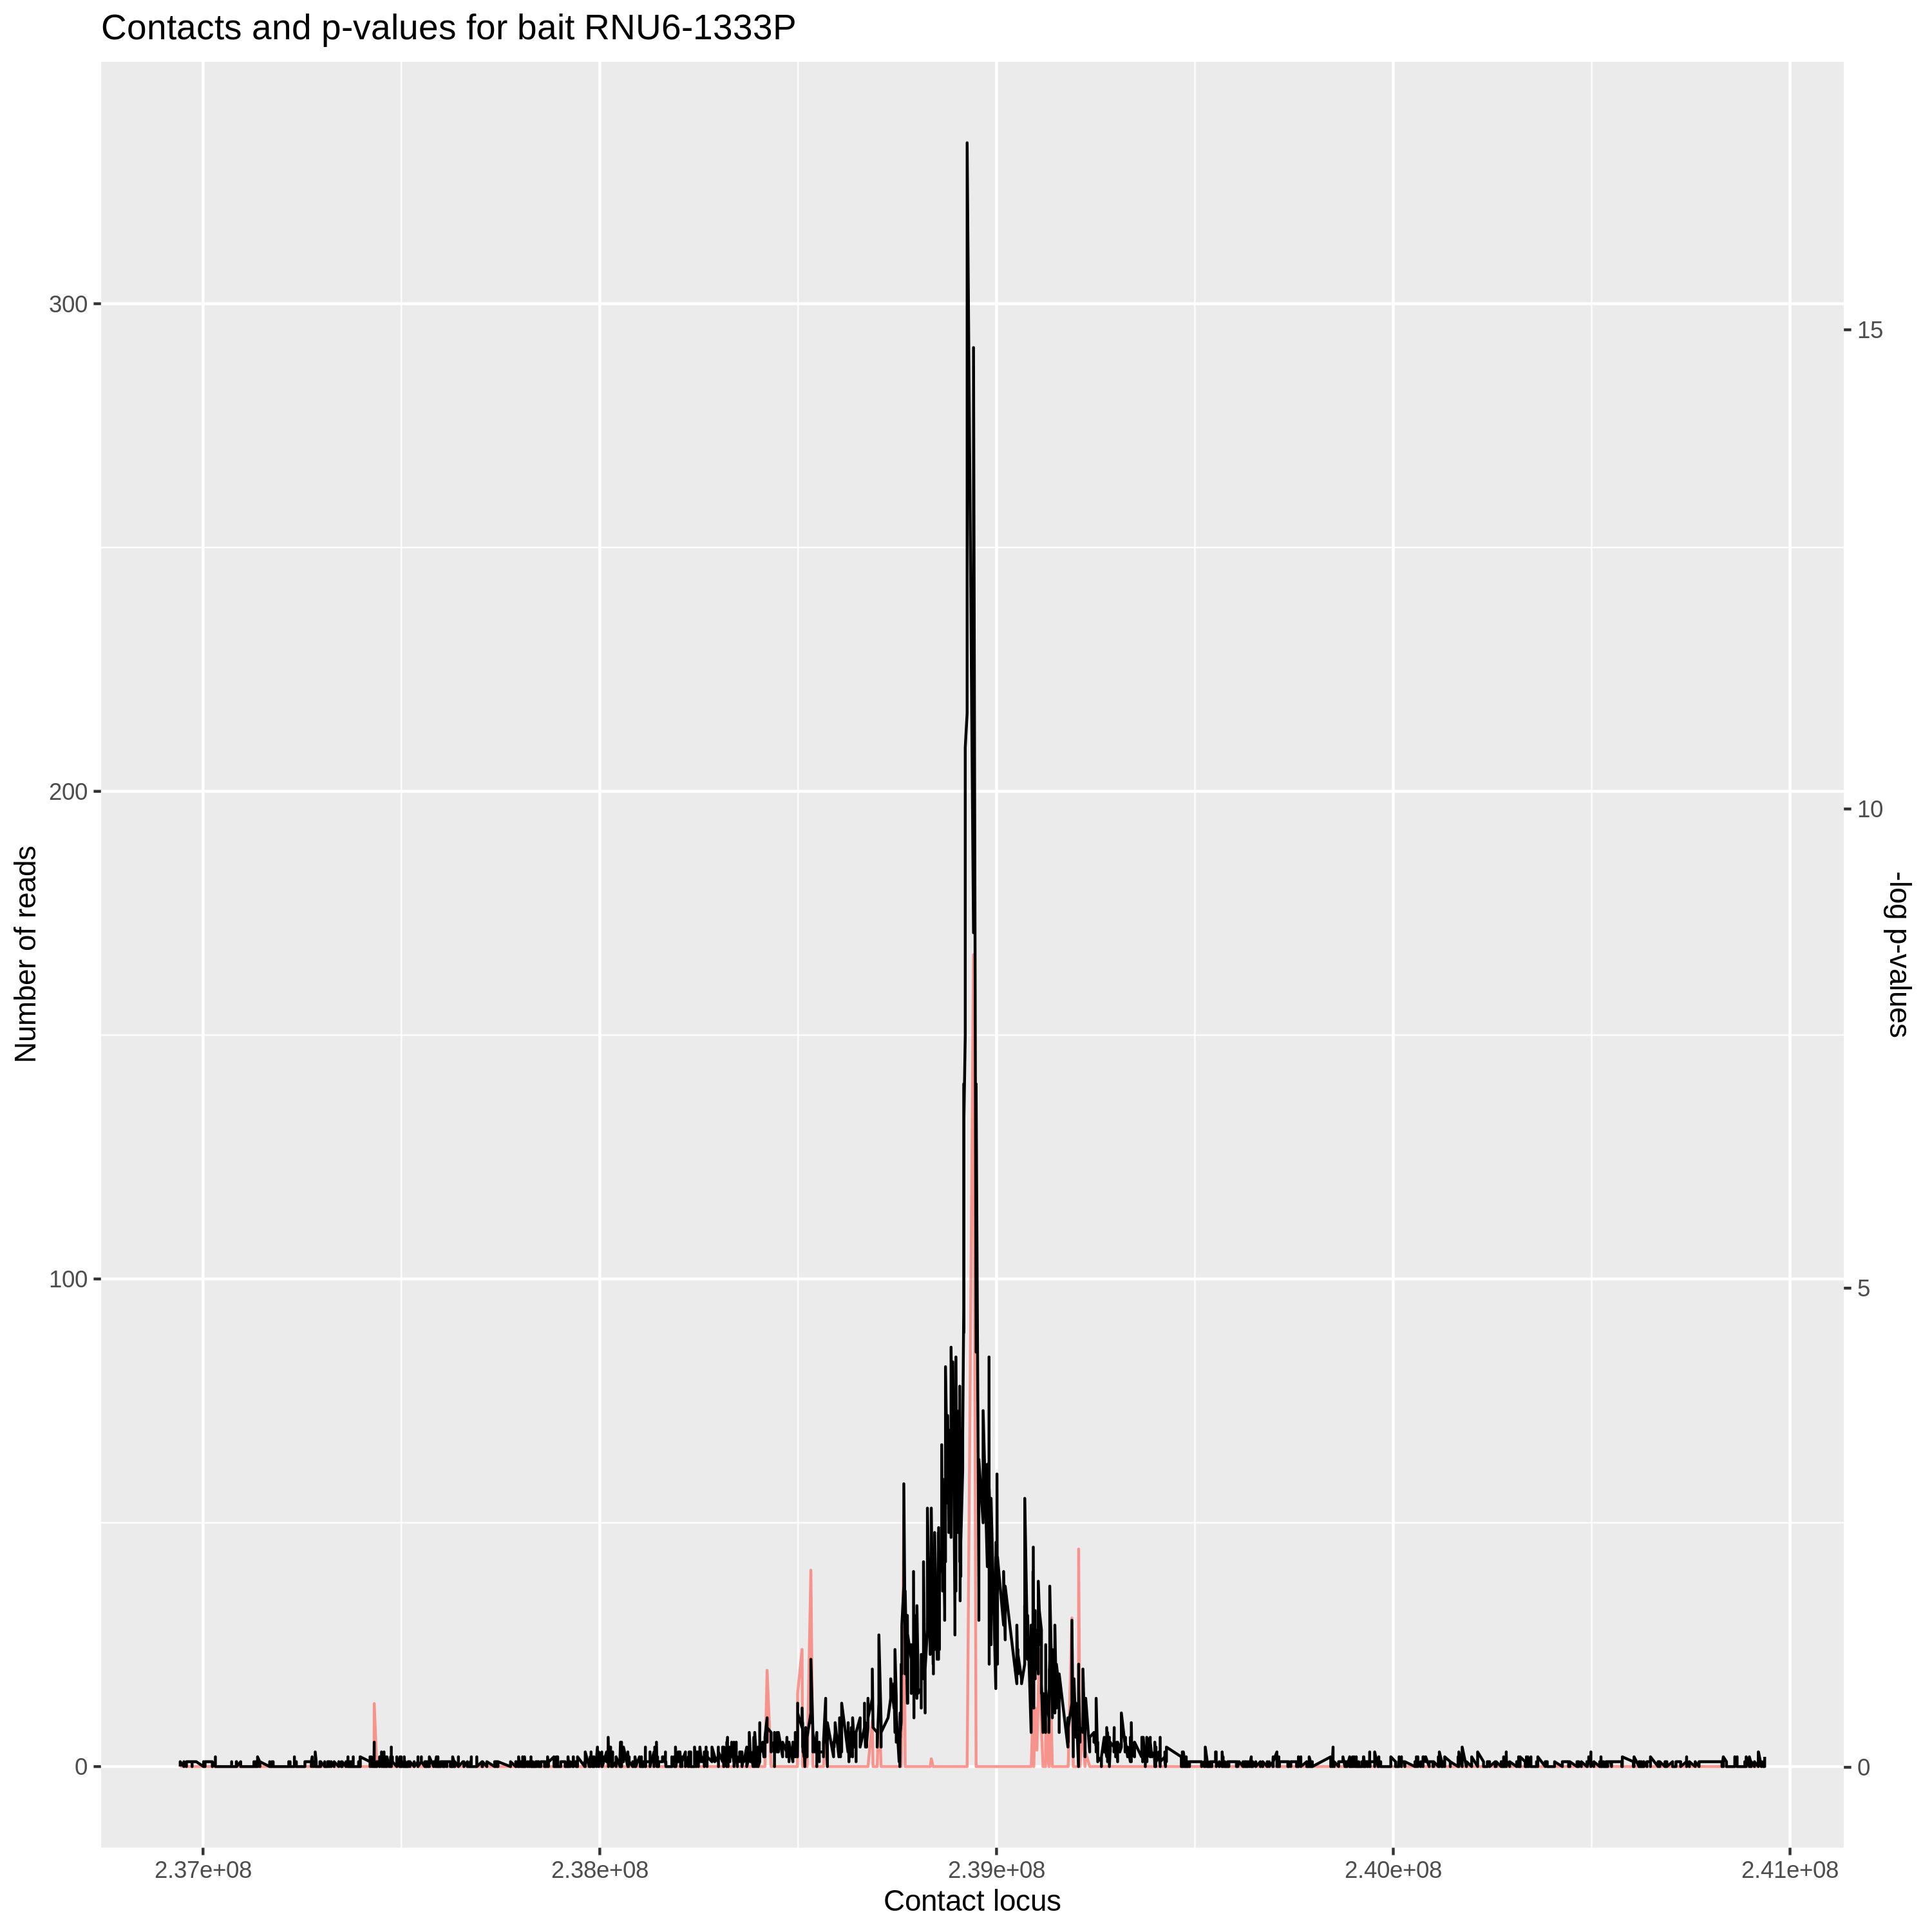 Contacts and p-values for bait RNU6-1333P
300
200
100
0
Number of reads
15
10
5
0
-log p-values
2.37e+08
2.38e+08
2.39e+08
2.40e+08
2.41e+08
Contact locus